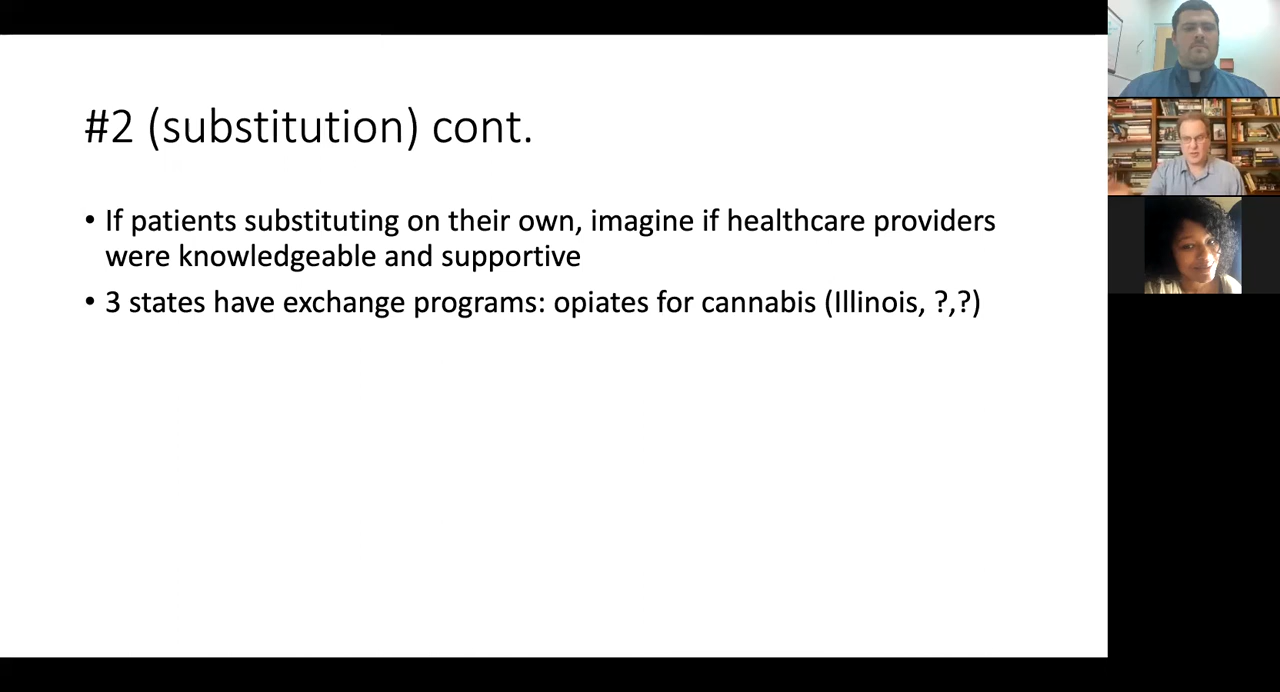 #2 (substitution) cont.
• If patients substituting on their own, imagine if healthcare providers
were knowledgeable and supportive
• 3 states have exchange programs: opiates for cannabis (Illinois, ?,?)